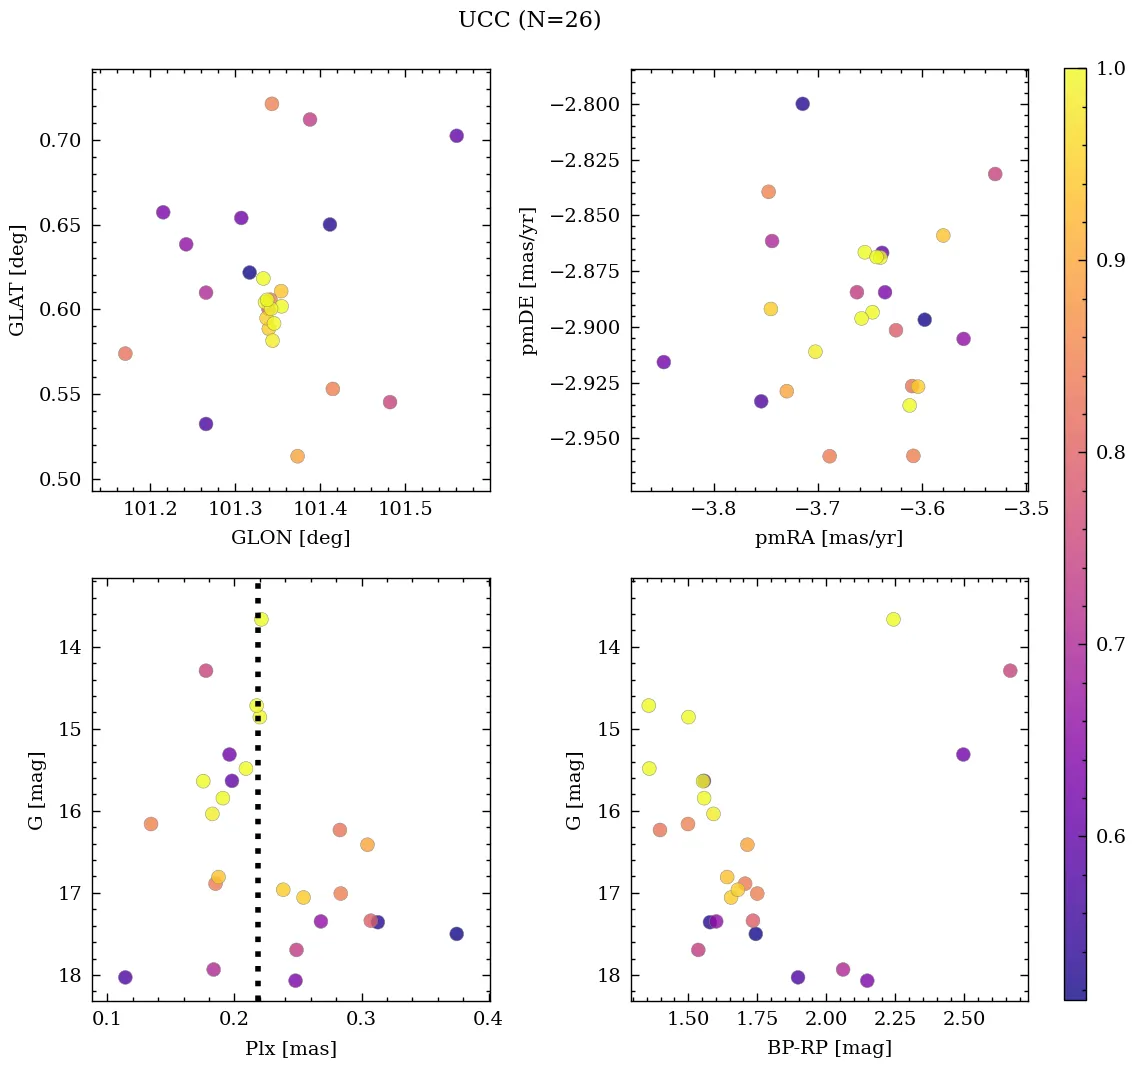 UCC (N=26)
0.70
0.65
0.60
0.55
0.50
GLAT [deg]
101.2 101.3 101.4 101.5
GLON [deg]
−2.800
−2.825
−2.850
−2.875
−2.900
−2.925
−2.950
pmDE [mas/yr]
−3.8 −3.7 −3.6 −3.5
pmRA [mas/yr]
14
15
16
17
18
G [mag]
0.1 0.2 0.3 0.4
Plx [mas]
14
15
16
17
18
G [mag]
1.50 1.75 2.00 2.25 2.50
BP-RP [mag]
1.0
0.9
0.8
0.7
0.6